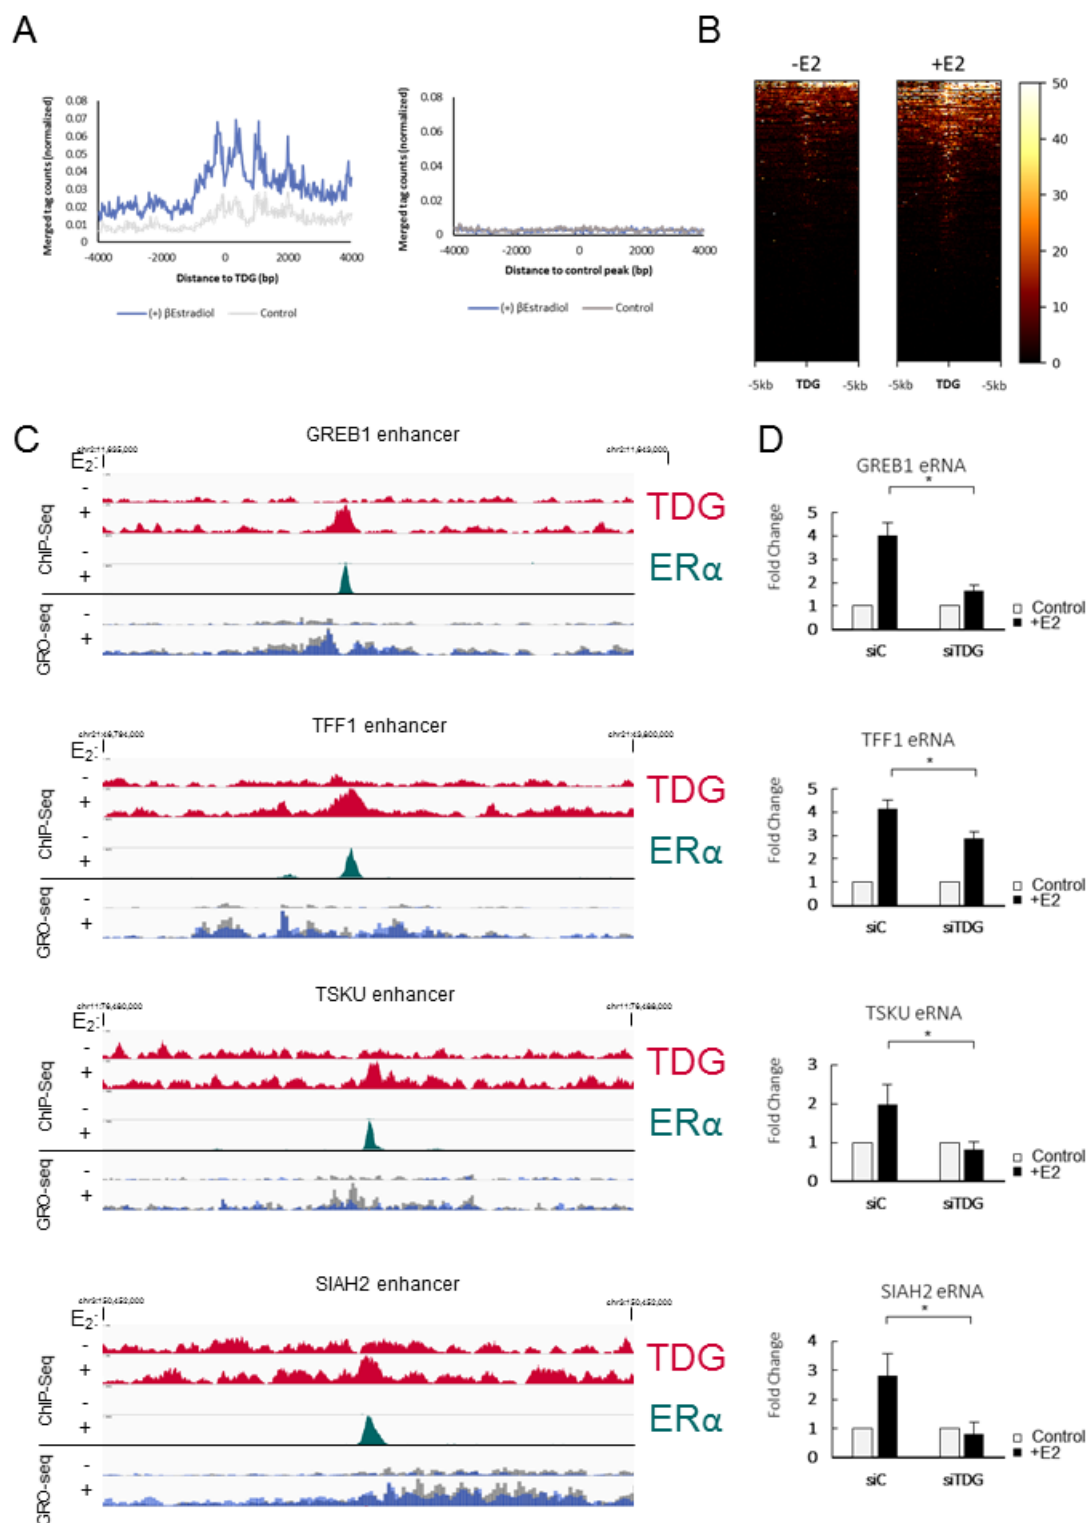 A
B
-E2
+E2
Merged tag counts (normalized)
0.08
0.07
0.06
0.05
0.04
0.03
0.02
0.01
0
-4000
-2000
0
2000
4000
Distance to TDG (bp)
(+) βEstradiol
Control
Merged tag counts (normalized)
0.08
0.06
0.04
0.02
0
-4000
-2000
0
2000
4000
Distance to control peak (bp)
(+) βEstradiol
Control
50
40
30
20
10
0
-5kb
TDG
-5kb
-5kb
TDG
-5kb
C
GREB1 enhancer
E2:
ChIP-Seq
-
+
TDG
-
+
ERα
GRO-seq
-
+
TFF1 enhancer
E2:
ChIP-Seq
-
+
TDG
-
+
ERα
GRO-seq
-
+
TSKU enhancer
E2:
ChIP-Seq
-
+
TDG
-
+
ERα
GRO-seq
-
+
SIAH2 enhancer
E2:
ChIP-Seq
-
+
TDG
-
+
ERα
GRO-seq
-
+
D
GREB1 eRNA
*
Fold Change
5
4
3
2
1
0
siC
siTDG
Control
+E2
TFF1 eRNA
*
Fold Change
5
4
3
2
1
0
siC
siTDG
Control
+E2
TSKU eRNA
*
Fold Change
3
2
1
0
siC
siTDG
Control
+E2
SIAH2 eRNA
*
Fold Change
4
3
2
1
0
siC
siTDG
Control
+E2